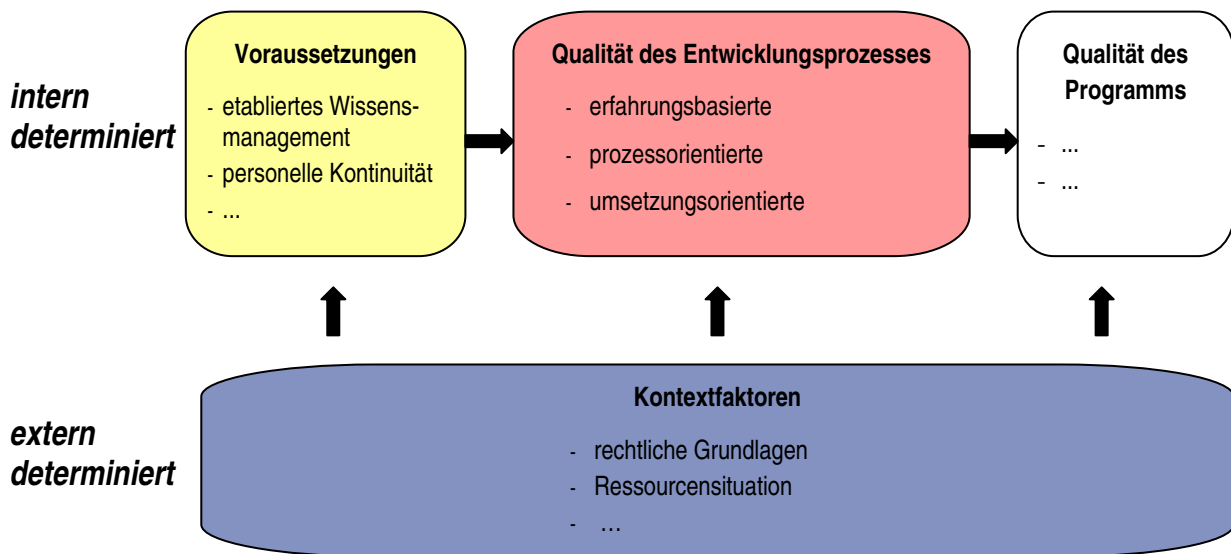 intern
determiniert
Voraussetzungen
- etabliertes Wissens-
management
- personelle Kontinuität
- ...
Qualität des Entwicklungsprozesses
- erfahrungsbasierte
- prozessorientierte
- umsetzungsorientierte
Qualität des
Programms
- ...
- ...
extern
determiniert
Kontextfaktoren
- rechtliche Grundlagen
- Ressourcensituation
- ...